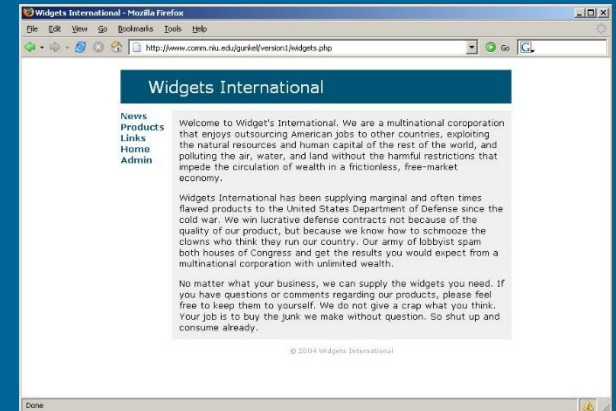 Widgets International - Mozilla Firefox
File Edit View Go Bookmarks Tools Help
http://www.comm.niu.edu/gunkel/version1/widgets.php Go G
Widgets International
News
Products
Links
Home
Admin
Welcome to Widget's International. We are a multinational coroporation
that enjoys outsourcing American jobs to other countries, exploiting
the natural resources and human capital of the rest of the world, and
polluting the air, water, and land without the harmful restrictions that
impede the circulation of wealth in a frictionless, free-market
economy.
Widgets International has been supplying marginal and often times
flawed products to the United States Department of Defense since the
cold war. We win lucrative defense contracts not because of the
quality of our product, but because we know how to schmooze the
clowns who think they run our country. Our army of lobbyist spam
both houses of Congress and get the results you would expect from a
multinational corporation with unlimited wealth.
No matter what your business, we can supply the widgets you need. If
you have questions or comments regarding our products, please feel
free to keep them to yourself. We do not give a crap what you think.
Your job is to buy the junk we make without question. So shut up and
consume already.
© 2004 Widgets International
Done